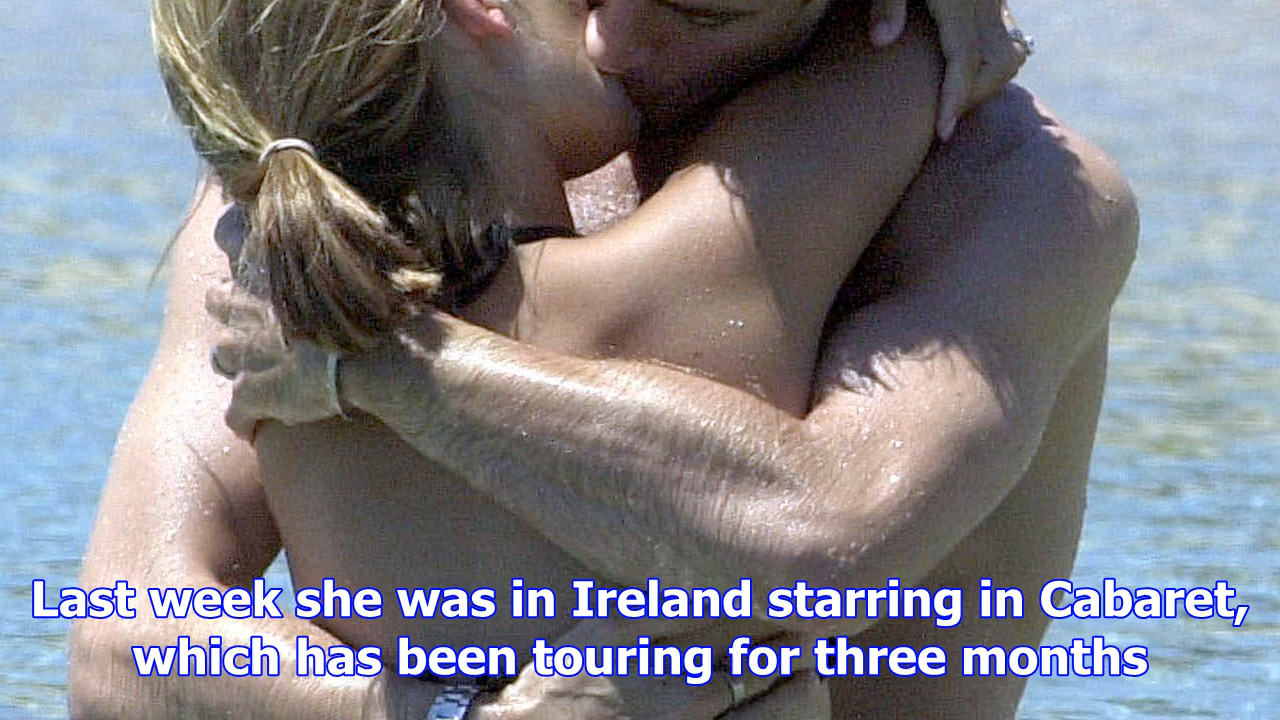 Last week she was in Ireland starring in Cabaret,
which has been touring for three months